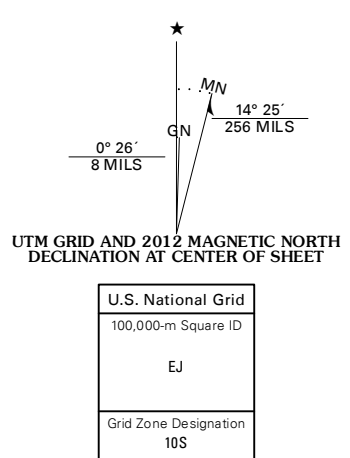 ★
MN
GN
14° 25´
256 MILS
0° 26´
8 MILS
UTM GRID AND 2012 MAGNETIC NORTH
DECLINATION AT CENTER OF SHEET
U.S. National Grid
100,000-m Square ID
EJ
Grid Zone Designation
10S